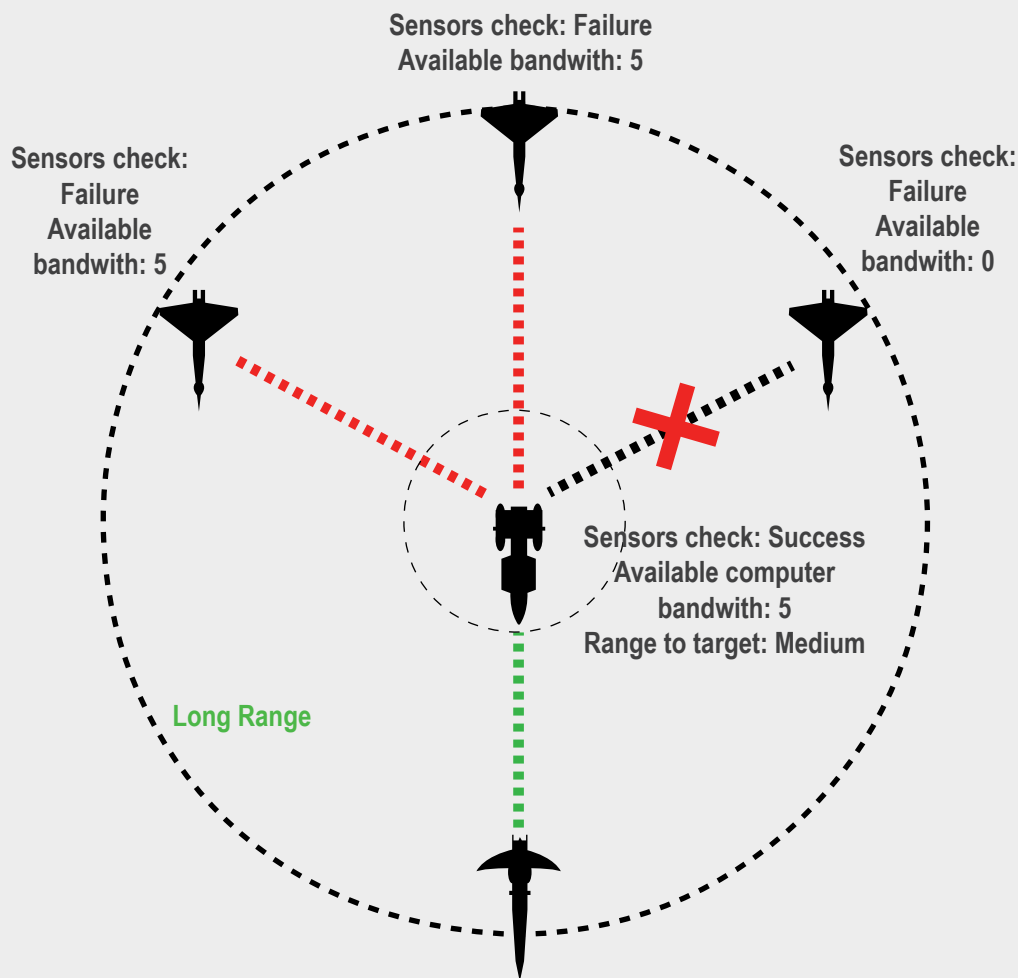 Sensors check: Failure
Available bandwith: 5
Sensors check:
Failure
Available
bandwith: 5
Sensors check:
Failure
Available
bandwith: 0
Sensors check: Success
Available computer
bandwith: 5
Range to target: Medium
Long Range